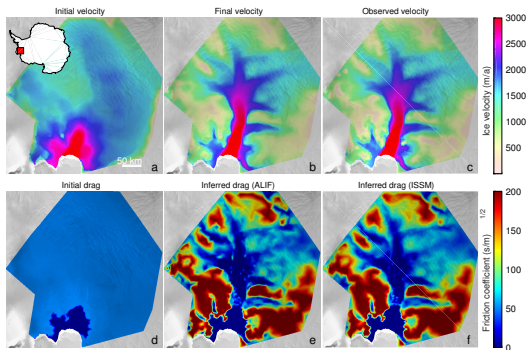 Initial velocity
Final velocity
Observed velocity
50 km
a
b
c
3000
2500
2000
1500
1000
500
0
Ice velocity (m/a)
Initial drag
Inferred drag (ALIF)
Inferred drag (ISSM)
d
e
f
200
150
100
50
0
Friction coefficient (s/m) 1/2